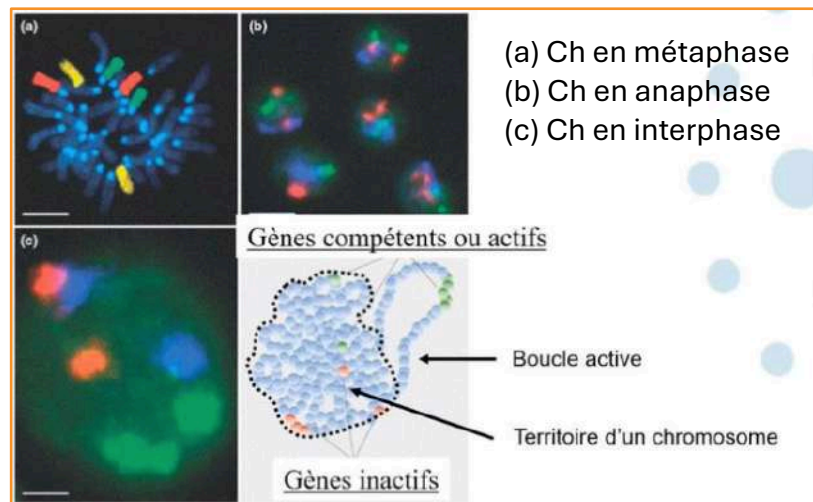 (a)
(b)
(a) Ch en métaphase
(b) Ch en anaphase
(c) Ch en interphase
Gènes compétents ou actifs
(c)
Boucle active
Territoire d'un chromosome
Gènes inactifs